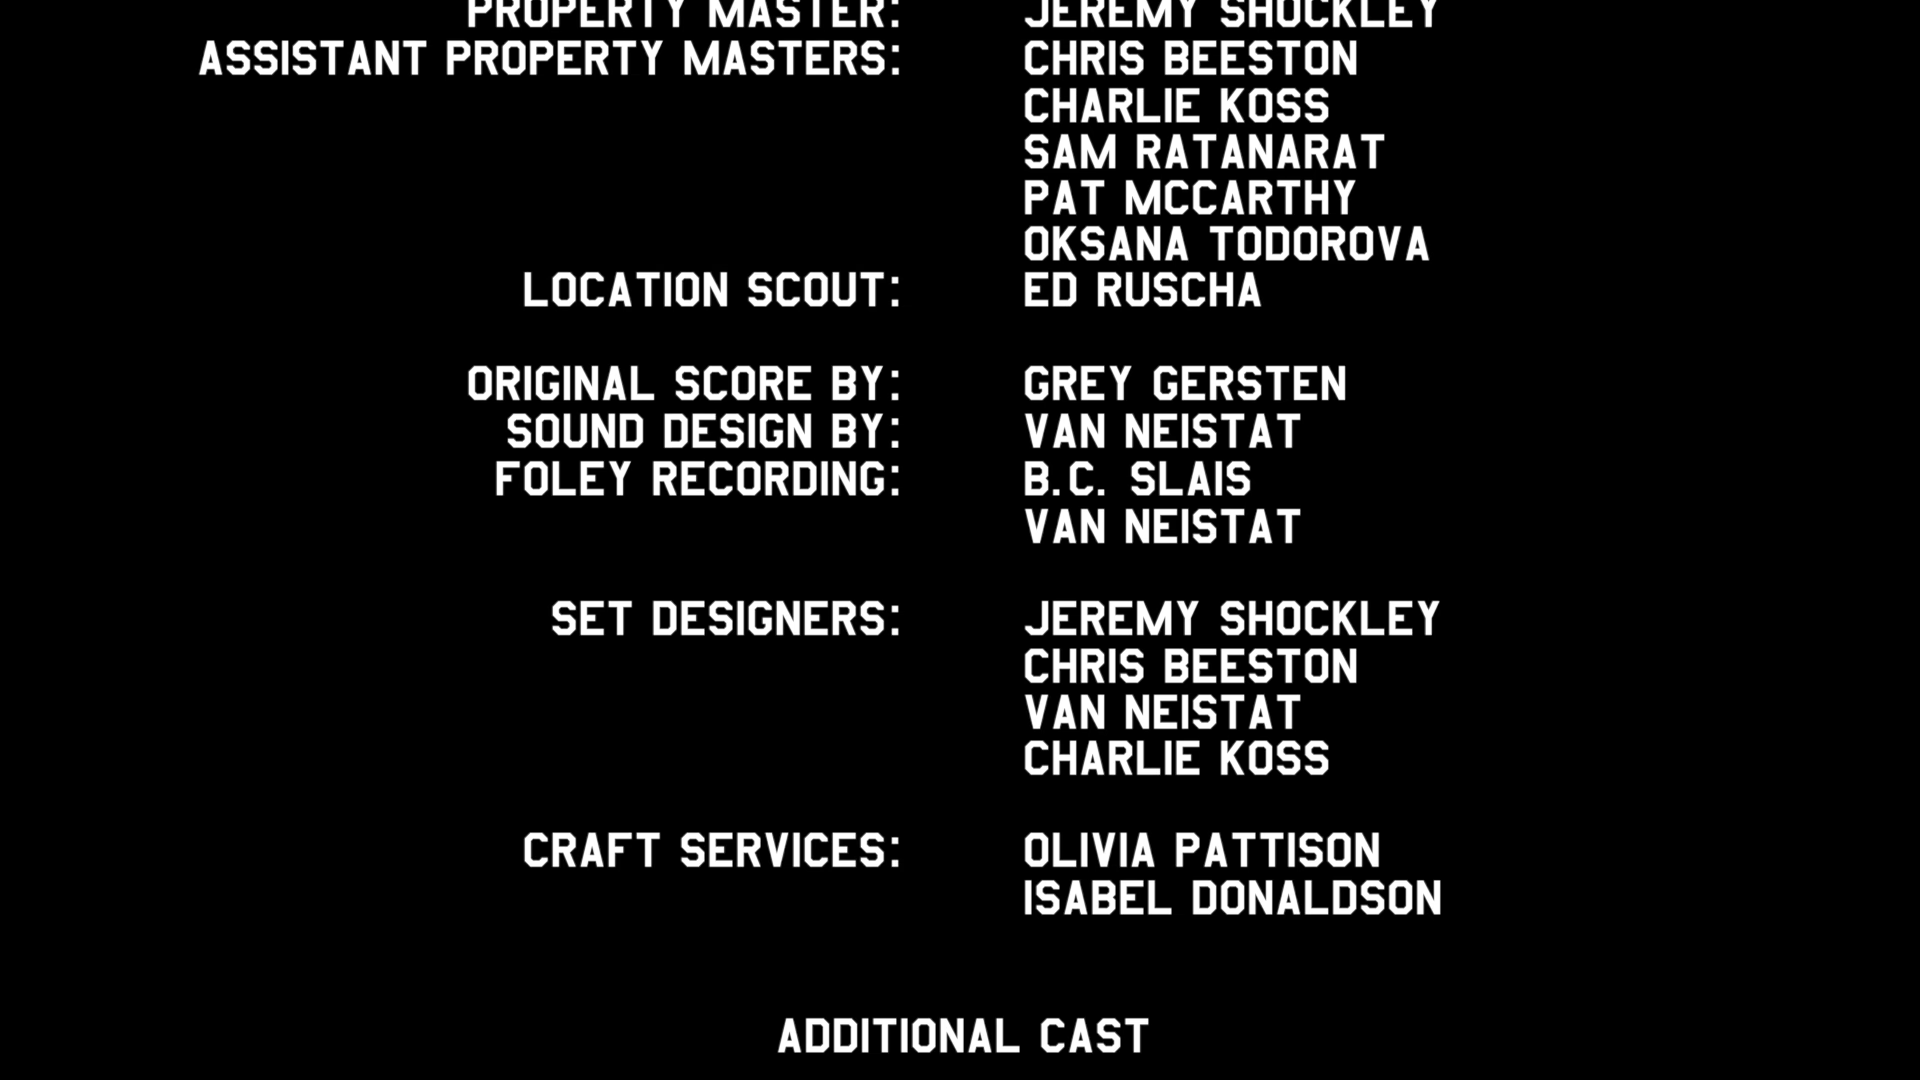 PROPERTY MASTER: JEREMY SHOCKLEY
ASSISTANT PROPERTY MASTERS: CHRIS BEESTON
CHARLIE KOSS
SAM RATANARAT
PAT MCCARTHY
OKSANA TODOROVA
LOCATION SCOUT: ED RUSCHA
ORIGINAL SCORE BY: GREY GERSTEN
SOUND DESIGN BY: VAN NEISTAT
FOLEY RECORDING: B.C. SLAIS
VAN NEISTAT
SET DESIGNERS: JEREMY SHOCKLEY
CHRIS BEESTON
VAN NEISTAT
CHARLIE KOSS
CRAFT SERVICES: OLIVIA PATTISON
ISABEL DONALDSON
ADDITIONAL CAST